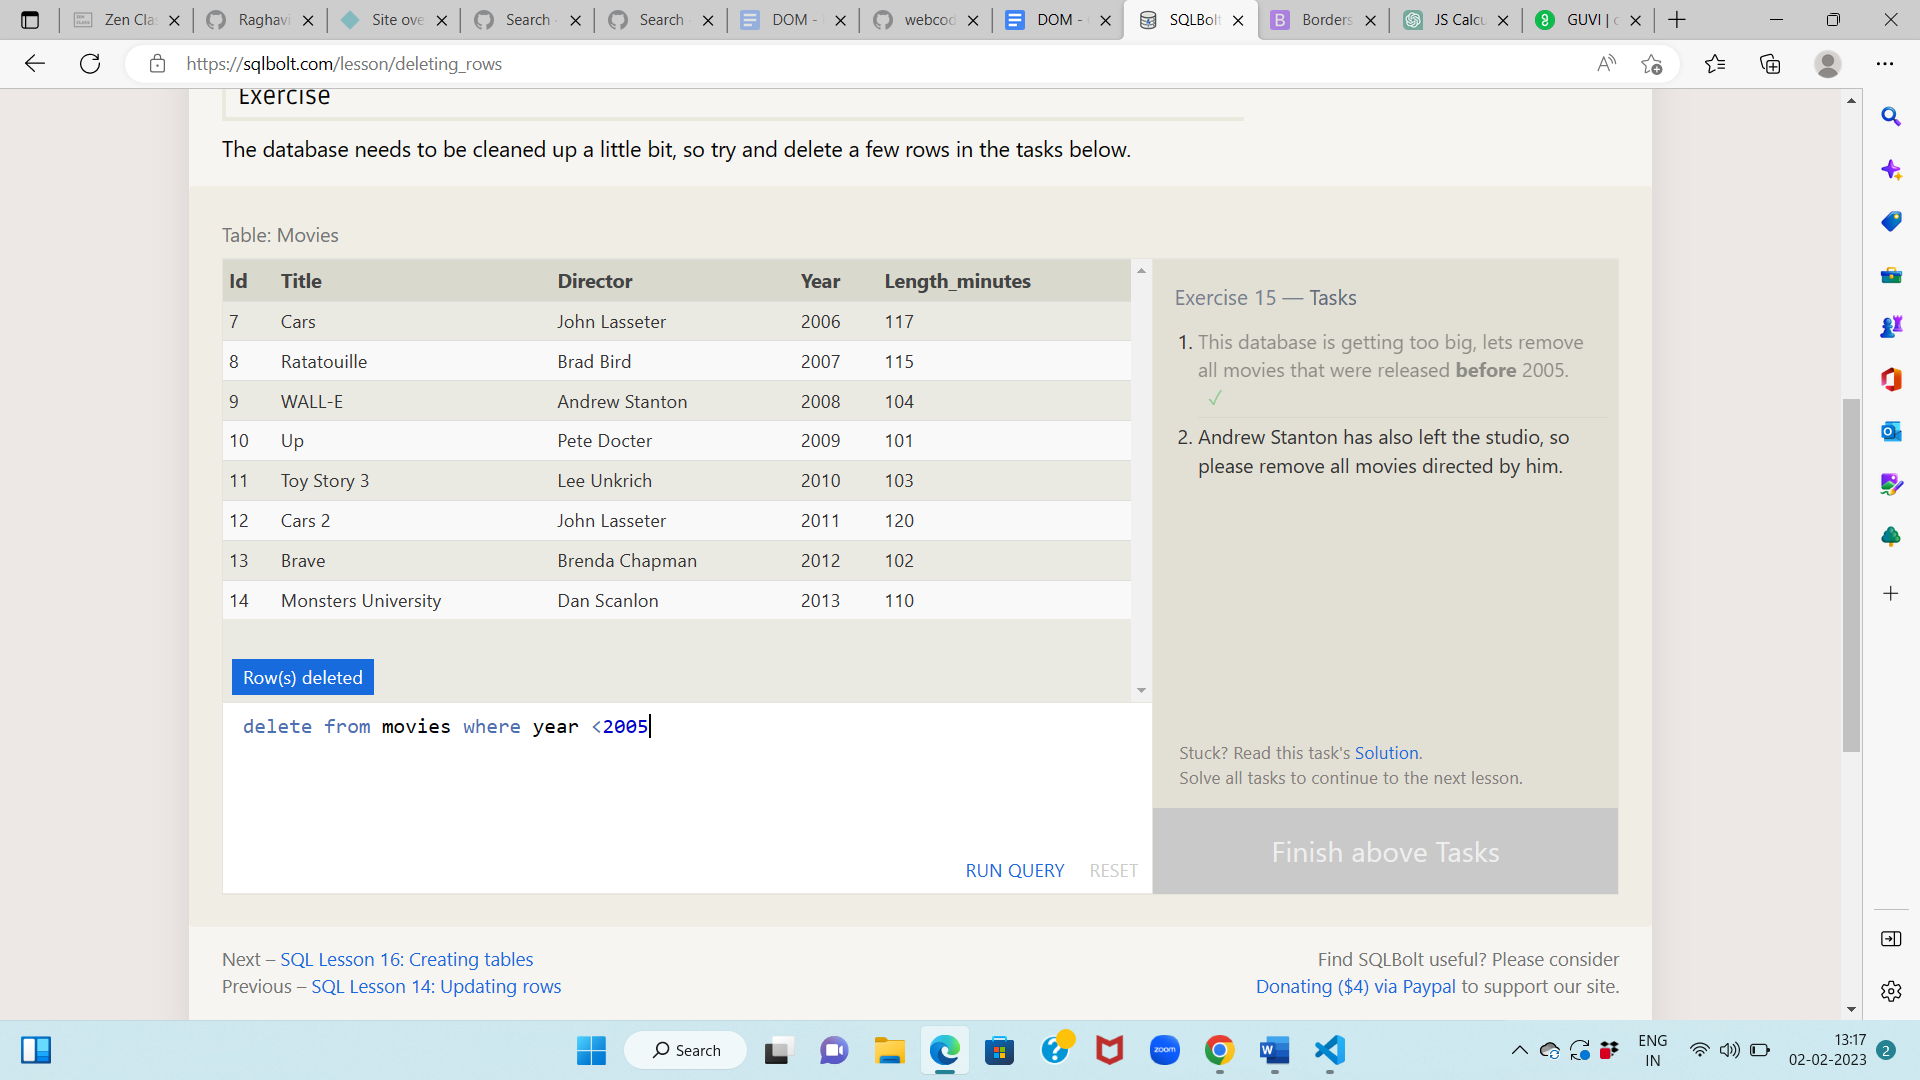 Zen Cla
Raghavi
Site ove
Search
Search
DOM -
webcod
DOM -
SQLBolt
Borders
JS Calcu
GUVI |
https://sqlbolt.com/lesson/deleting_rows
Exercise
The database needs to be cleaned up a little bit, so try and delete a few rows in the tasks below.
Table: Movies
Id Title Director Year Length_minutes
7 Cars John Lasseter 2006 117
8 Ratatouille Brad Bird 2007 115
9 WALL-E Andrew Stanton 2008 104
10 Up Pete Docter 2009 101
11 Toy Story 3 Lee Unkrich 2010 103
12 Cars 2 John Lasseter 2011 120
13 Brave Brenda Chapman 2012 102
14 Monsters University Dan Scanlon 2013 110
Row(s) deleted
delete from movies where year <2005
RUN QUERY RESET
Exercise 15 — Tasks
1. This database is getting too big, lets remove
all movies that were released before 2005.
✓
2. Andrew Stanton has also left the studio, so
please remove all movies directed by him.
Stuck? Read this task's Solution.
Solve all tasks to continue to the next lesson.
Finish above Tasks
Next – SQL Lesson 16: Creating tables
Previous – SQL Lesson 14: Updating rows
Find SQLBolt useful? Please consider
Donating ($4) via Paypal to support our site.
Search
zoom
ENG
IN
13:17
02-02-2023
2